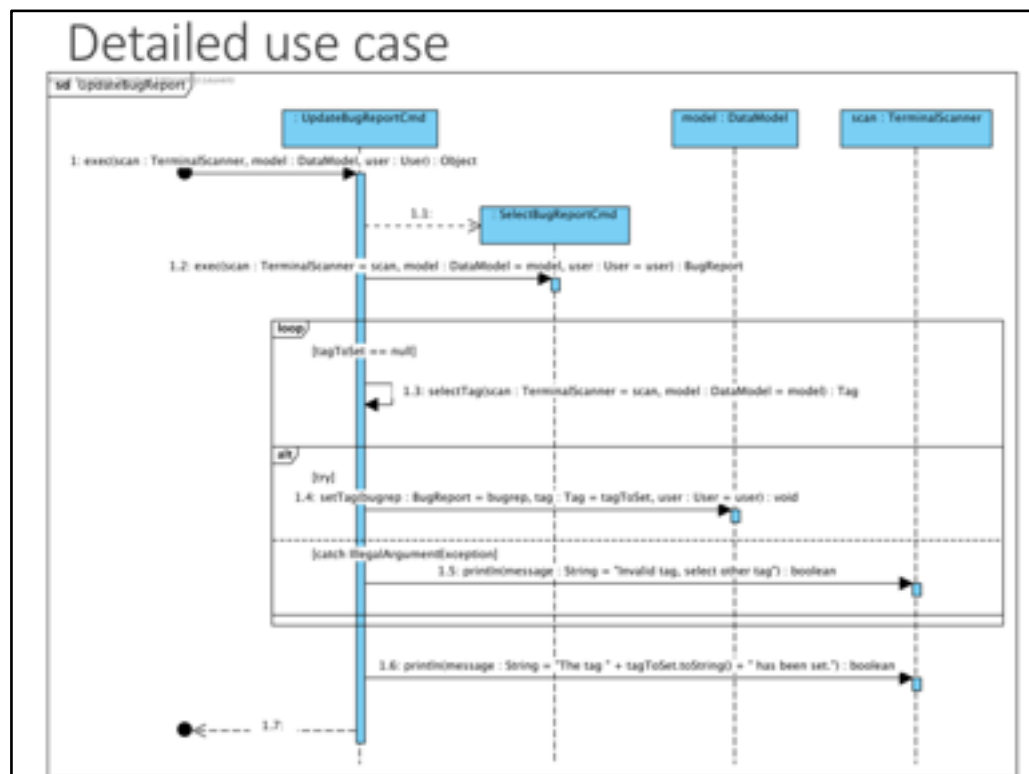 Detailed use case
sd UpdateBugReport
: UpdateBugReportCmd
model : DataModel
scan : TerminalScanner
1: exec(scan : TerminalScanner, model : DataModel, user : User) : Object
1.1:
: SelectBugReportCmd
1.2: exec(scan : TerminalScanner = scan, model : DataModel = model, user : User = user) : BugReport
loop
[tagToSet == null]
1.3: selectTag(scan : TerminalScanner = scan, model : DataModel = model) : Tag
alt
[try]
1.4: setTag(bugrep : BugReport = bugrep, tag : Tag = tagToSet, user : User = user) : void
[catch IllegalArgumentException]
1.5: println(message : String = "Invalid tag, select other tag") : boolean
1.6: println(message : String = "The tag " + tagToSet.toString() + " has been set.") : boolean
1.7: